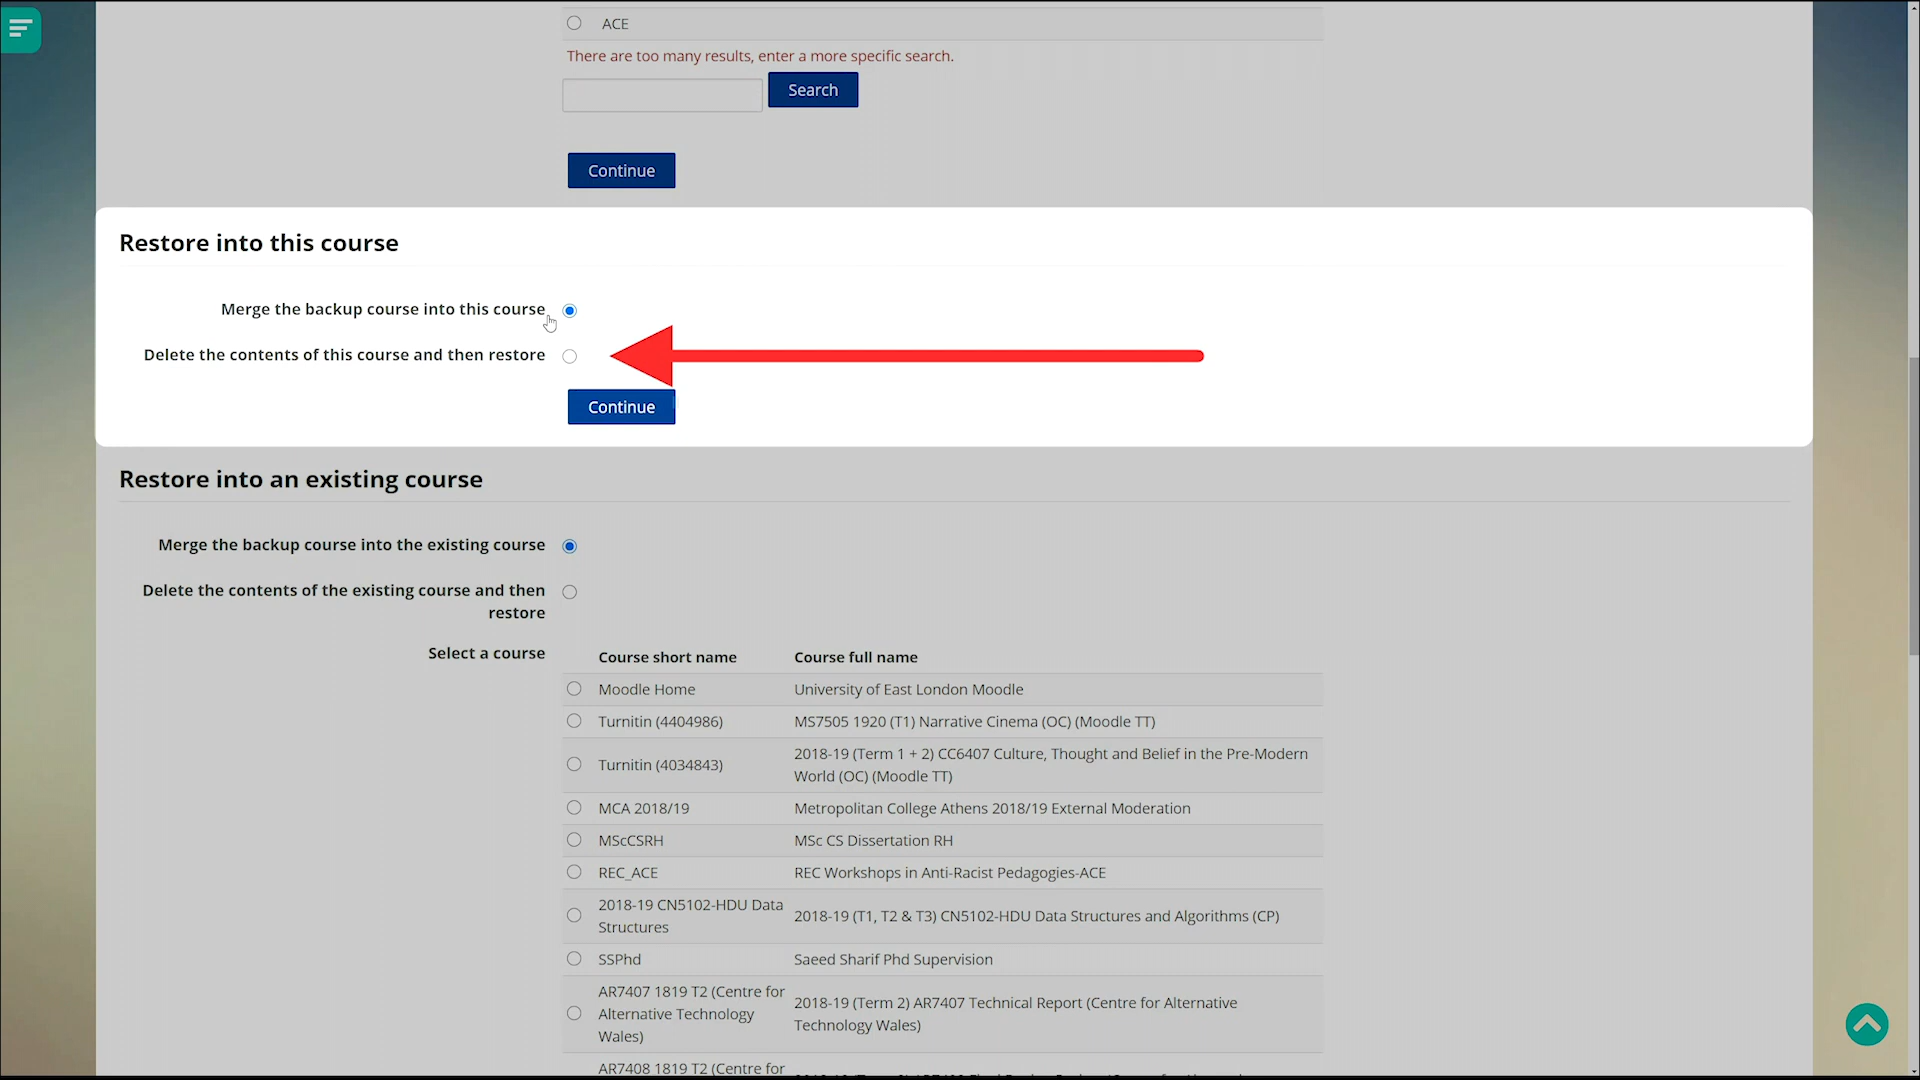 ACE
There are too many results, enter a more specific search.
Search
Continue
Restore into this course
Merge the backup course into this course
Delete the contents of this course and then restore
Continue
Restore into an existing course
Merge the backup course into the existing course
Delete the contents of the existing course and then
restore
Select a course
Course short name Course full name
Moodle Home University of East London Moodle
Turnitin (4404986) MS7505 1920 (T1) Narrative Cinema (OC) (Moodle TT)
Turnitin (4034843) 2018-19 (Term 1 + 2) CC6407 Culture, Thought and Belief in the Pre-Modern
World (OC) (Moodle TT)
MCA 2018/19 Metropolitan College Athens 2018/19 External Moderation
MScCSRH MSc CS Dissertation RH
REC_ACE REC Workshops in Anti-Racist Pedagogies-ACE
2018-19 CN5102-HDU Data
Structures
2018-19 (T1, T2 & T3) CN5102-HDU Data Structures and Algorithms (CP)
SSPhd Saeed Sharif Phd Supervision
AR7407 1819 T2 (Centre for
Alternative Technology
Wales)
2018-19 (Term 2) AR7407 Technical Report (Centre for Alternative
Technology Wales)
AR7408 1819 T2 (Centre for